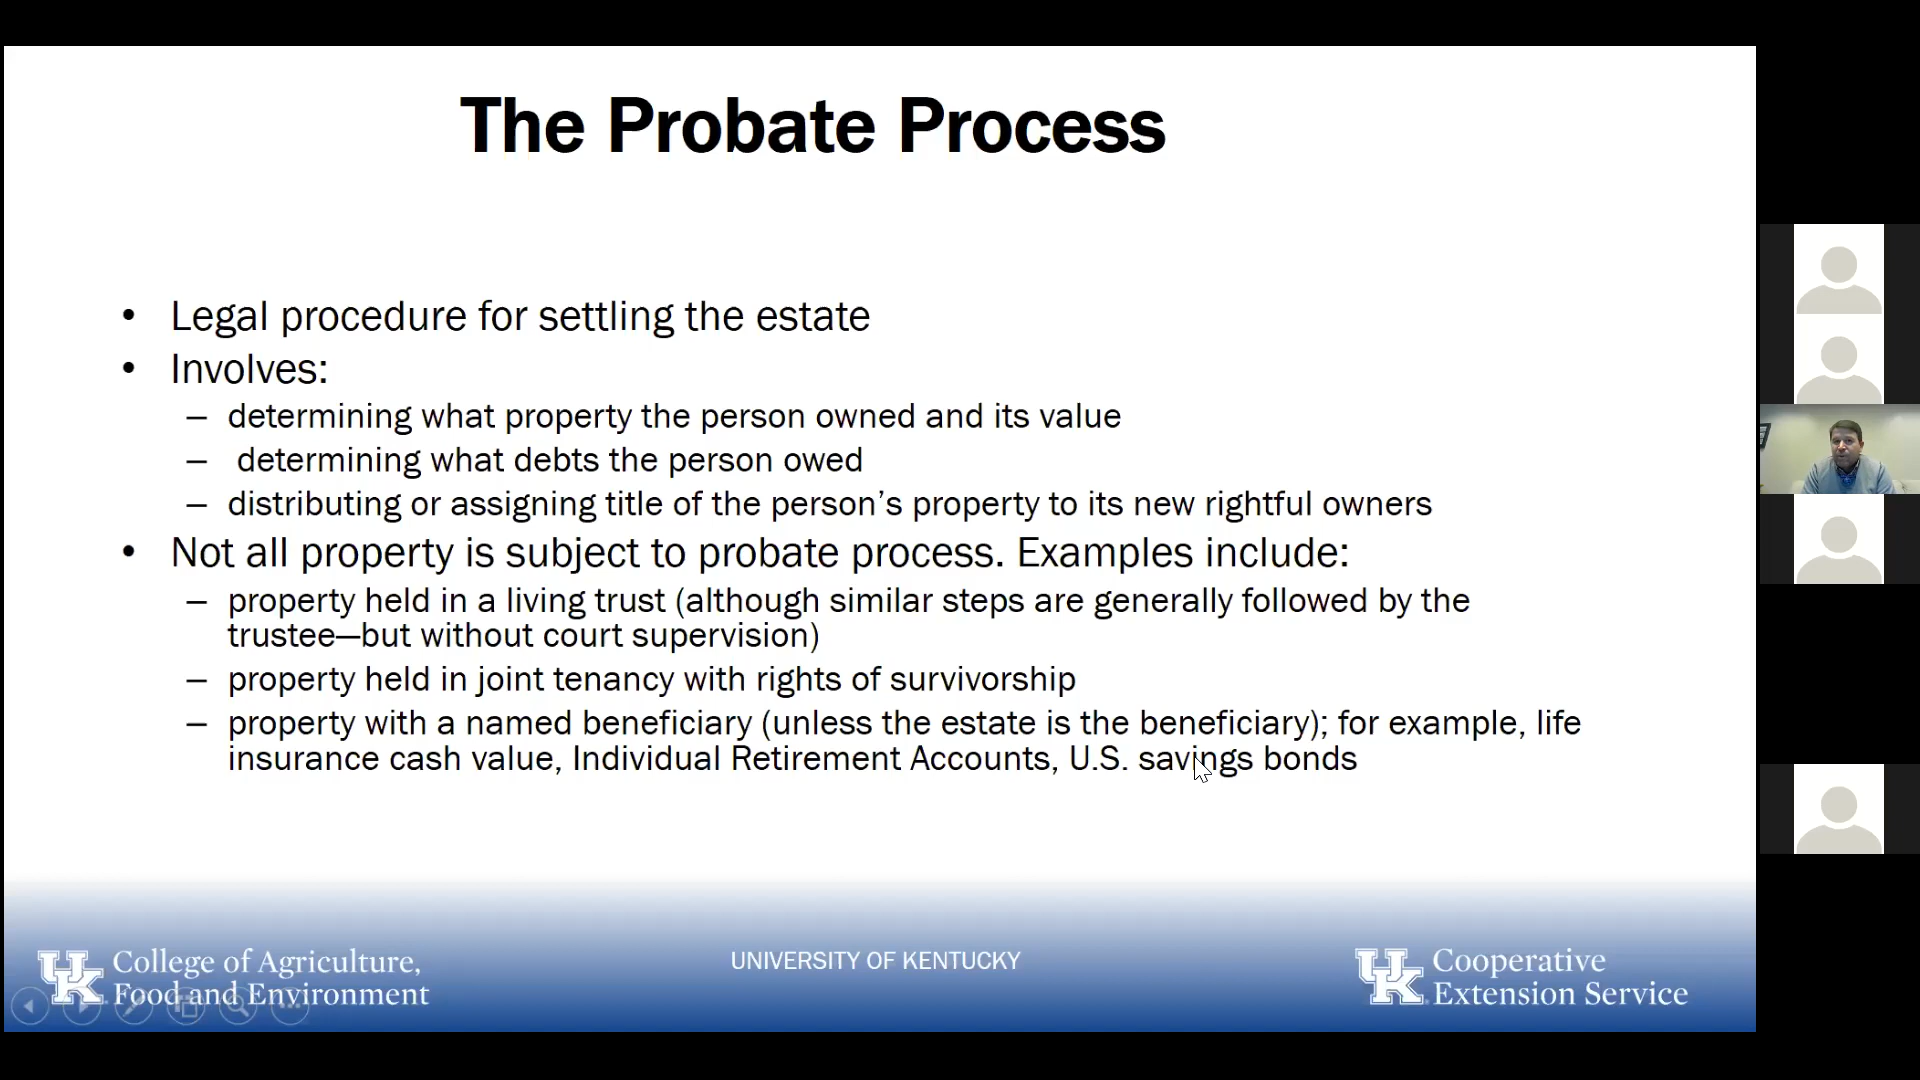 The Probate Process
• Legal procedure for settling the estate
• Involves:
– determining what property the person owned and its value
– determining what debts the person owed
– distributing or assigning title of the person’s property to its new rightful owners
• Not all property is subject to probate process. Examples include:
– property held in a living trust (although similar steps are generally followed by the
trustee—but without court supervision)
– property held in joint tenancy with rights of survivorship
– property with a named beneficiary (unless the estate is the beneficiary); for example, life
insurance cash value, Individual Retirement Accounts, U.S. savings bonds
UK College of Agriculture,
Food and Environment
UNIVERSITY OF KENTUCKY
UK Cooperative
Extension Service